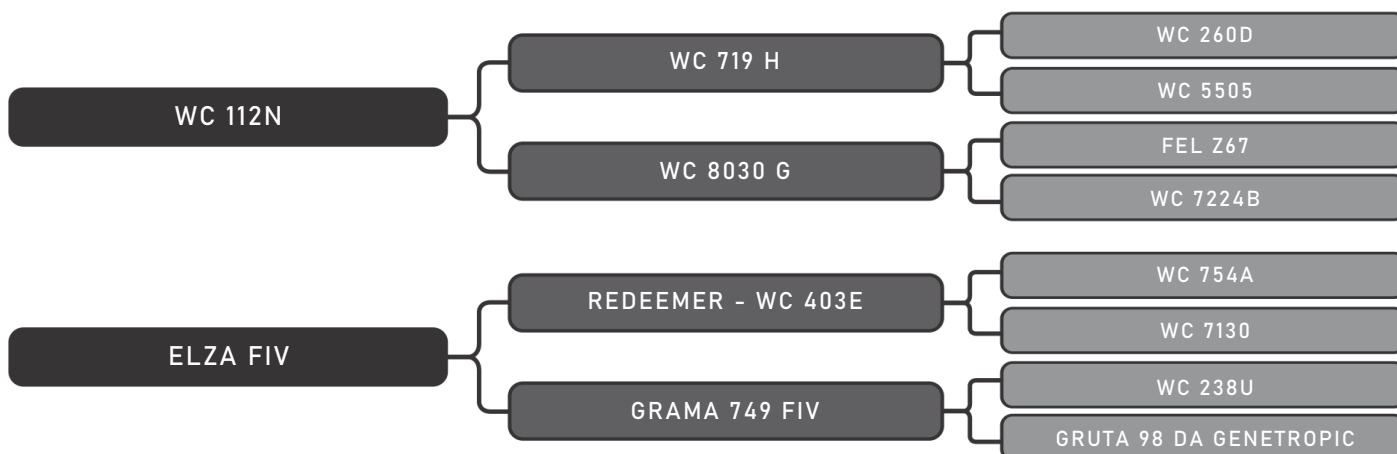 WC 112N
WC 719 H
WC 260D
WC 5505
WC 8030 G
FEL Z67
WC 7224B
ELZA FIV
REDEEMER - WC 403E
WC 754A
WC 7130
GRAMA 749 FIV
WC 238U
GRUTA 98 DA GENETROPIC